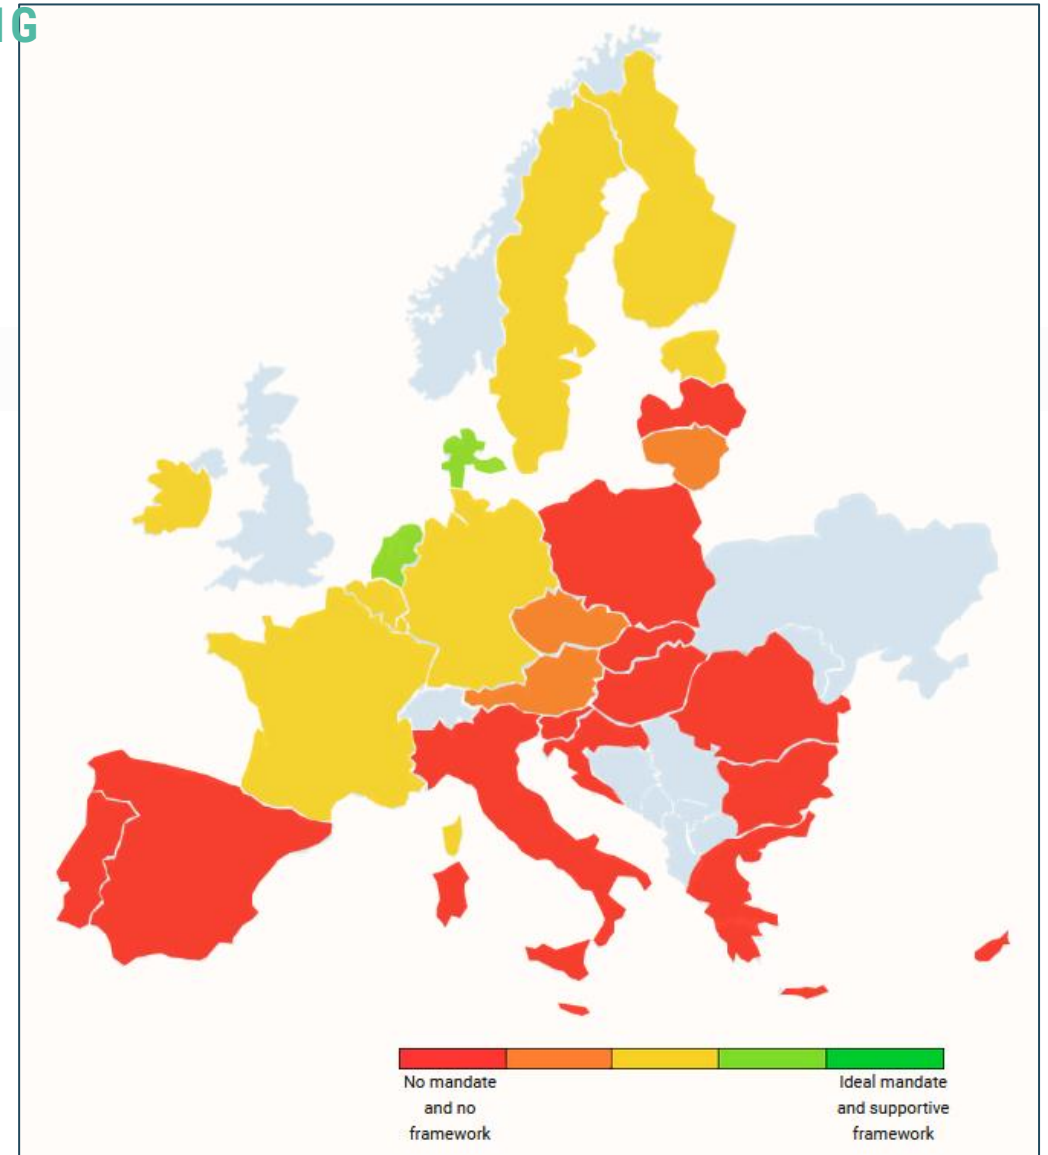 G
No mandate
and no
framework
Ideal mandate
and supportive
framework